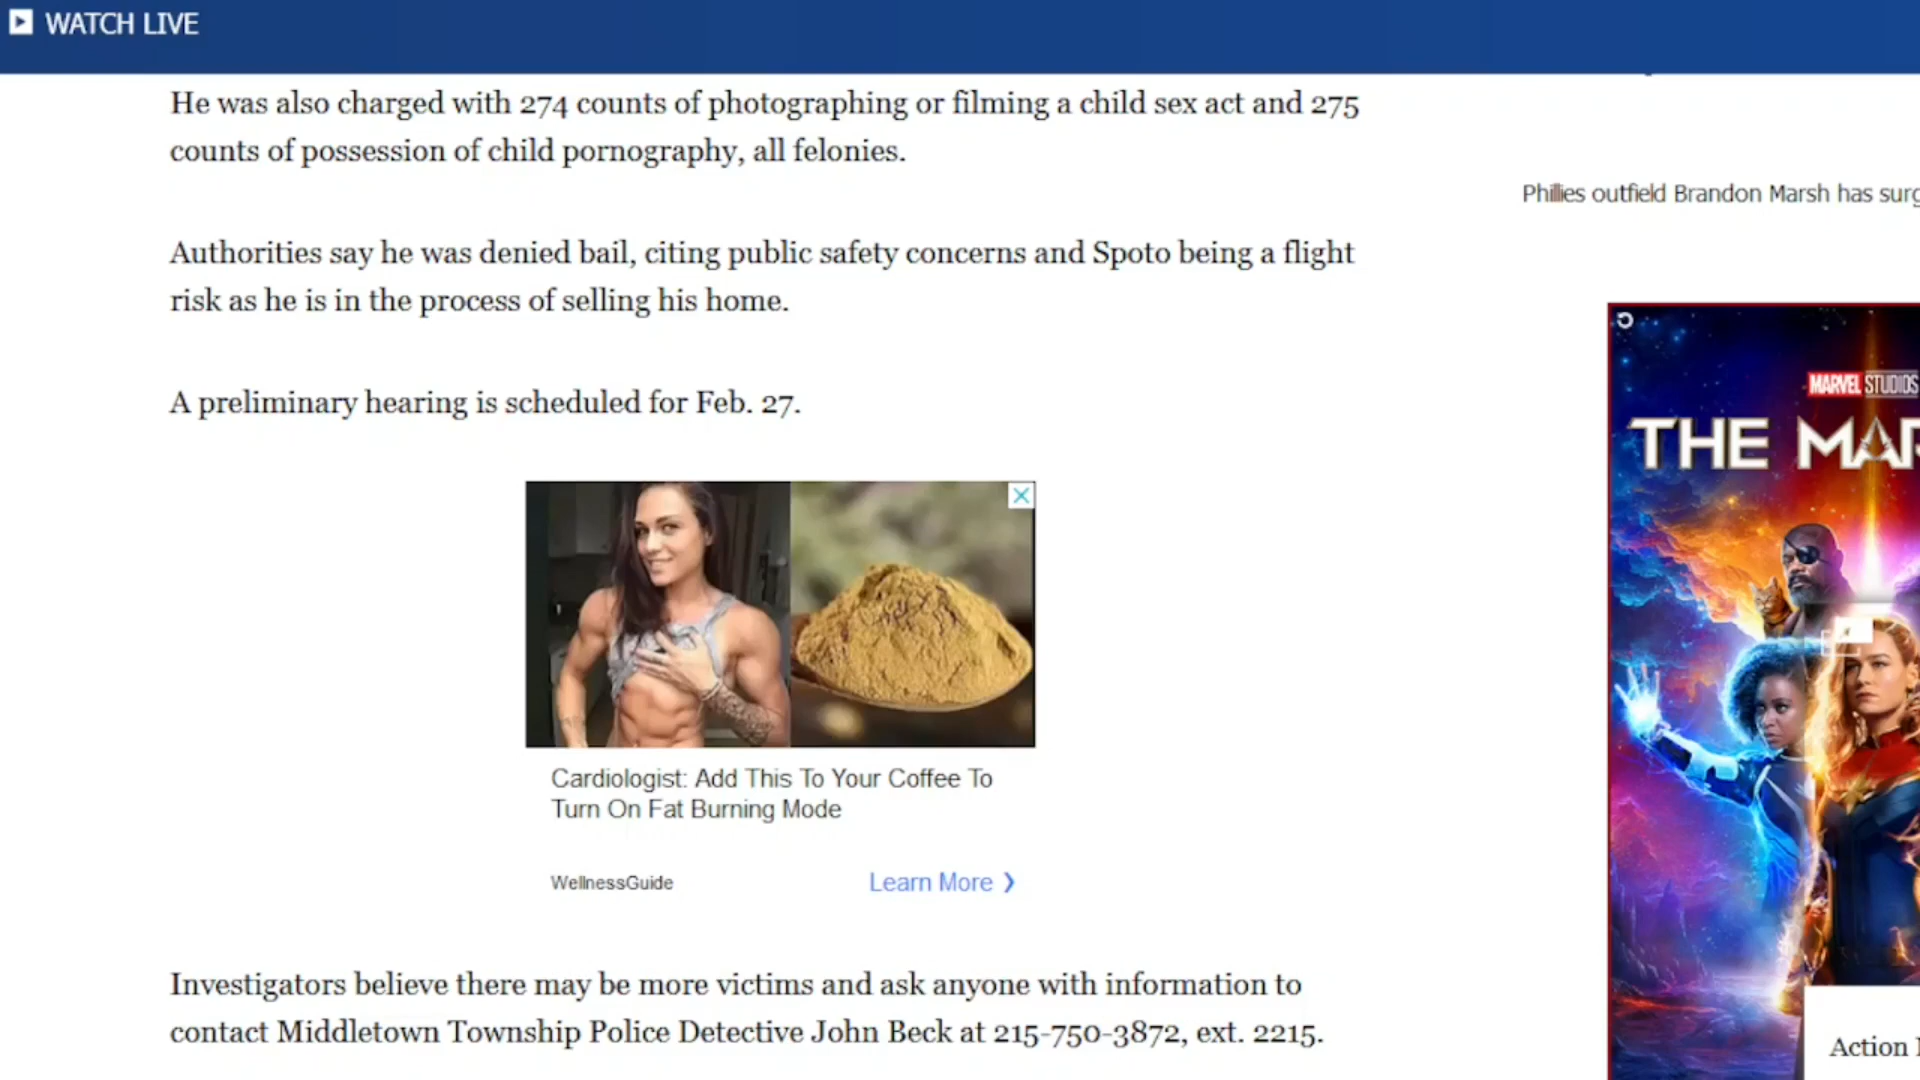 WATCH LIVE
He was also charged with 274 counts of photographing or filming a child sex act and 275
counts of possession of child pornography, all felonies.
Phillies outfield Brandon Marsh has surg
Authorities say he was denied bail, citing public safety concerns and Spoto being a flight
risk as he is in the process of selling his home.
A preliminary hearing is scheduled for Feb. 27.
MARVEL STUDIOS
THE MAR
Cardiologist: Add This To Your Coffee To
Turn On Fat Burning Mode
WellnessGuide
Learn More
Investigators believe there may be more victims and ask anyone with information to
contact Middletown Township Police Detective John Beck at 215-750-3872, ext. 2215.
Action